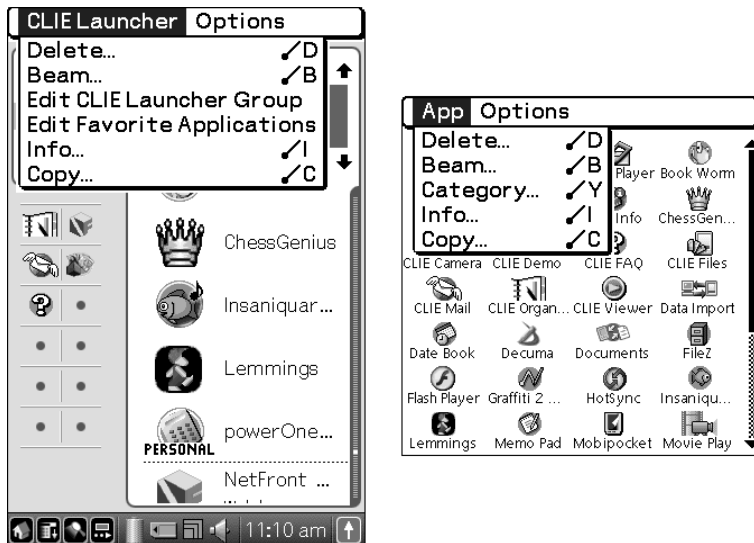 CLIE Launcher Options
Delete... /D
Beam... /B
Edit CLIE Launcher Group
Edit Favorite Applications
Info... /I
Copy... /C
ChessGenius
Insaniquar...
Lemmings
powerOne...
PERSONAL
NetFront ...
11:10 am
App Options
Delete... /D
Beam... /B
Category... /Y
Info... /I
Copy... /C
Player Book Worm
Info ChessGen...
CLIE Camera CLIE Demo CLIE FAQ CLIE Files
CLIE Mail CLIE Organ... CLIE Viewer Data Import
Date Book Decuma Documents FileZ
Flash Player Graffiti 2 ... HotSync Insaniqu...
Lemmings Memo Pad Mobipocket Movie Play